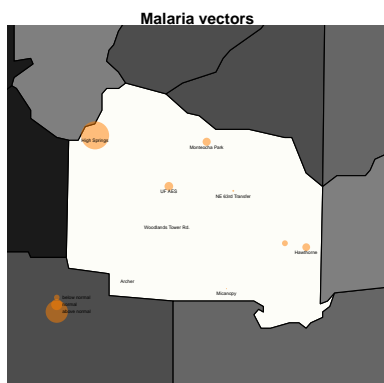 Malaria vectors
High Springs
Monteocha Park
UF AES
NE 63rd Transfer
Woodlands Tower Rd.
Hawthorne
Archer
Micanopy
below normal
normal
above normal